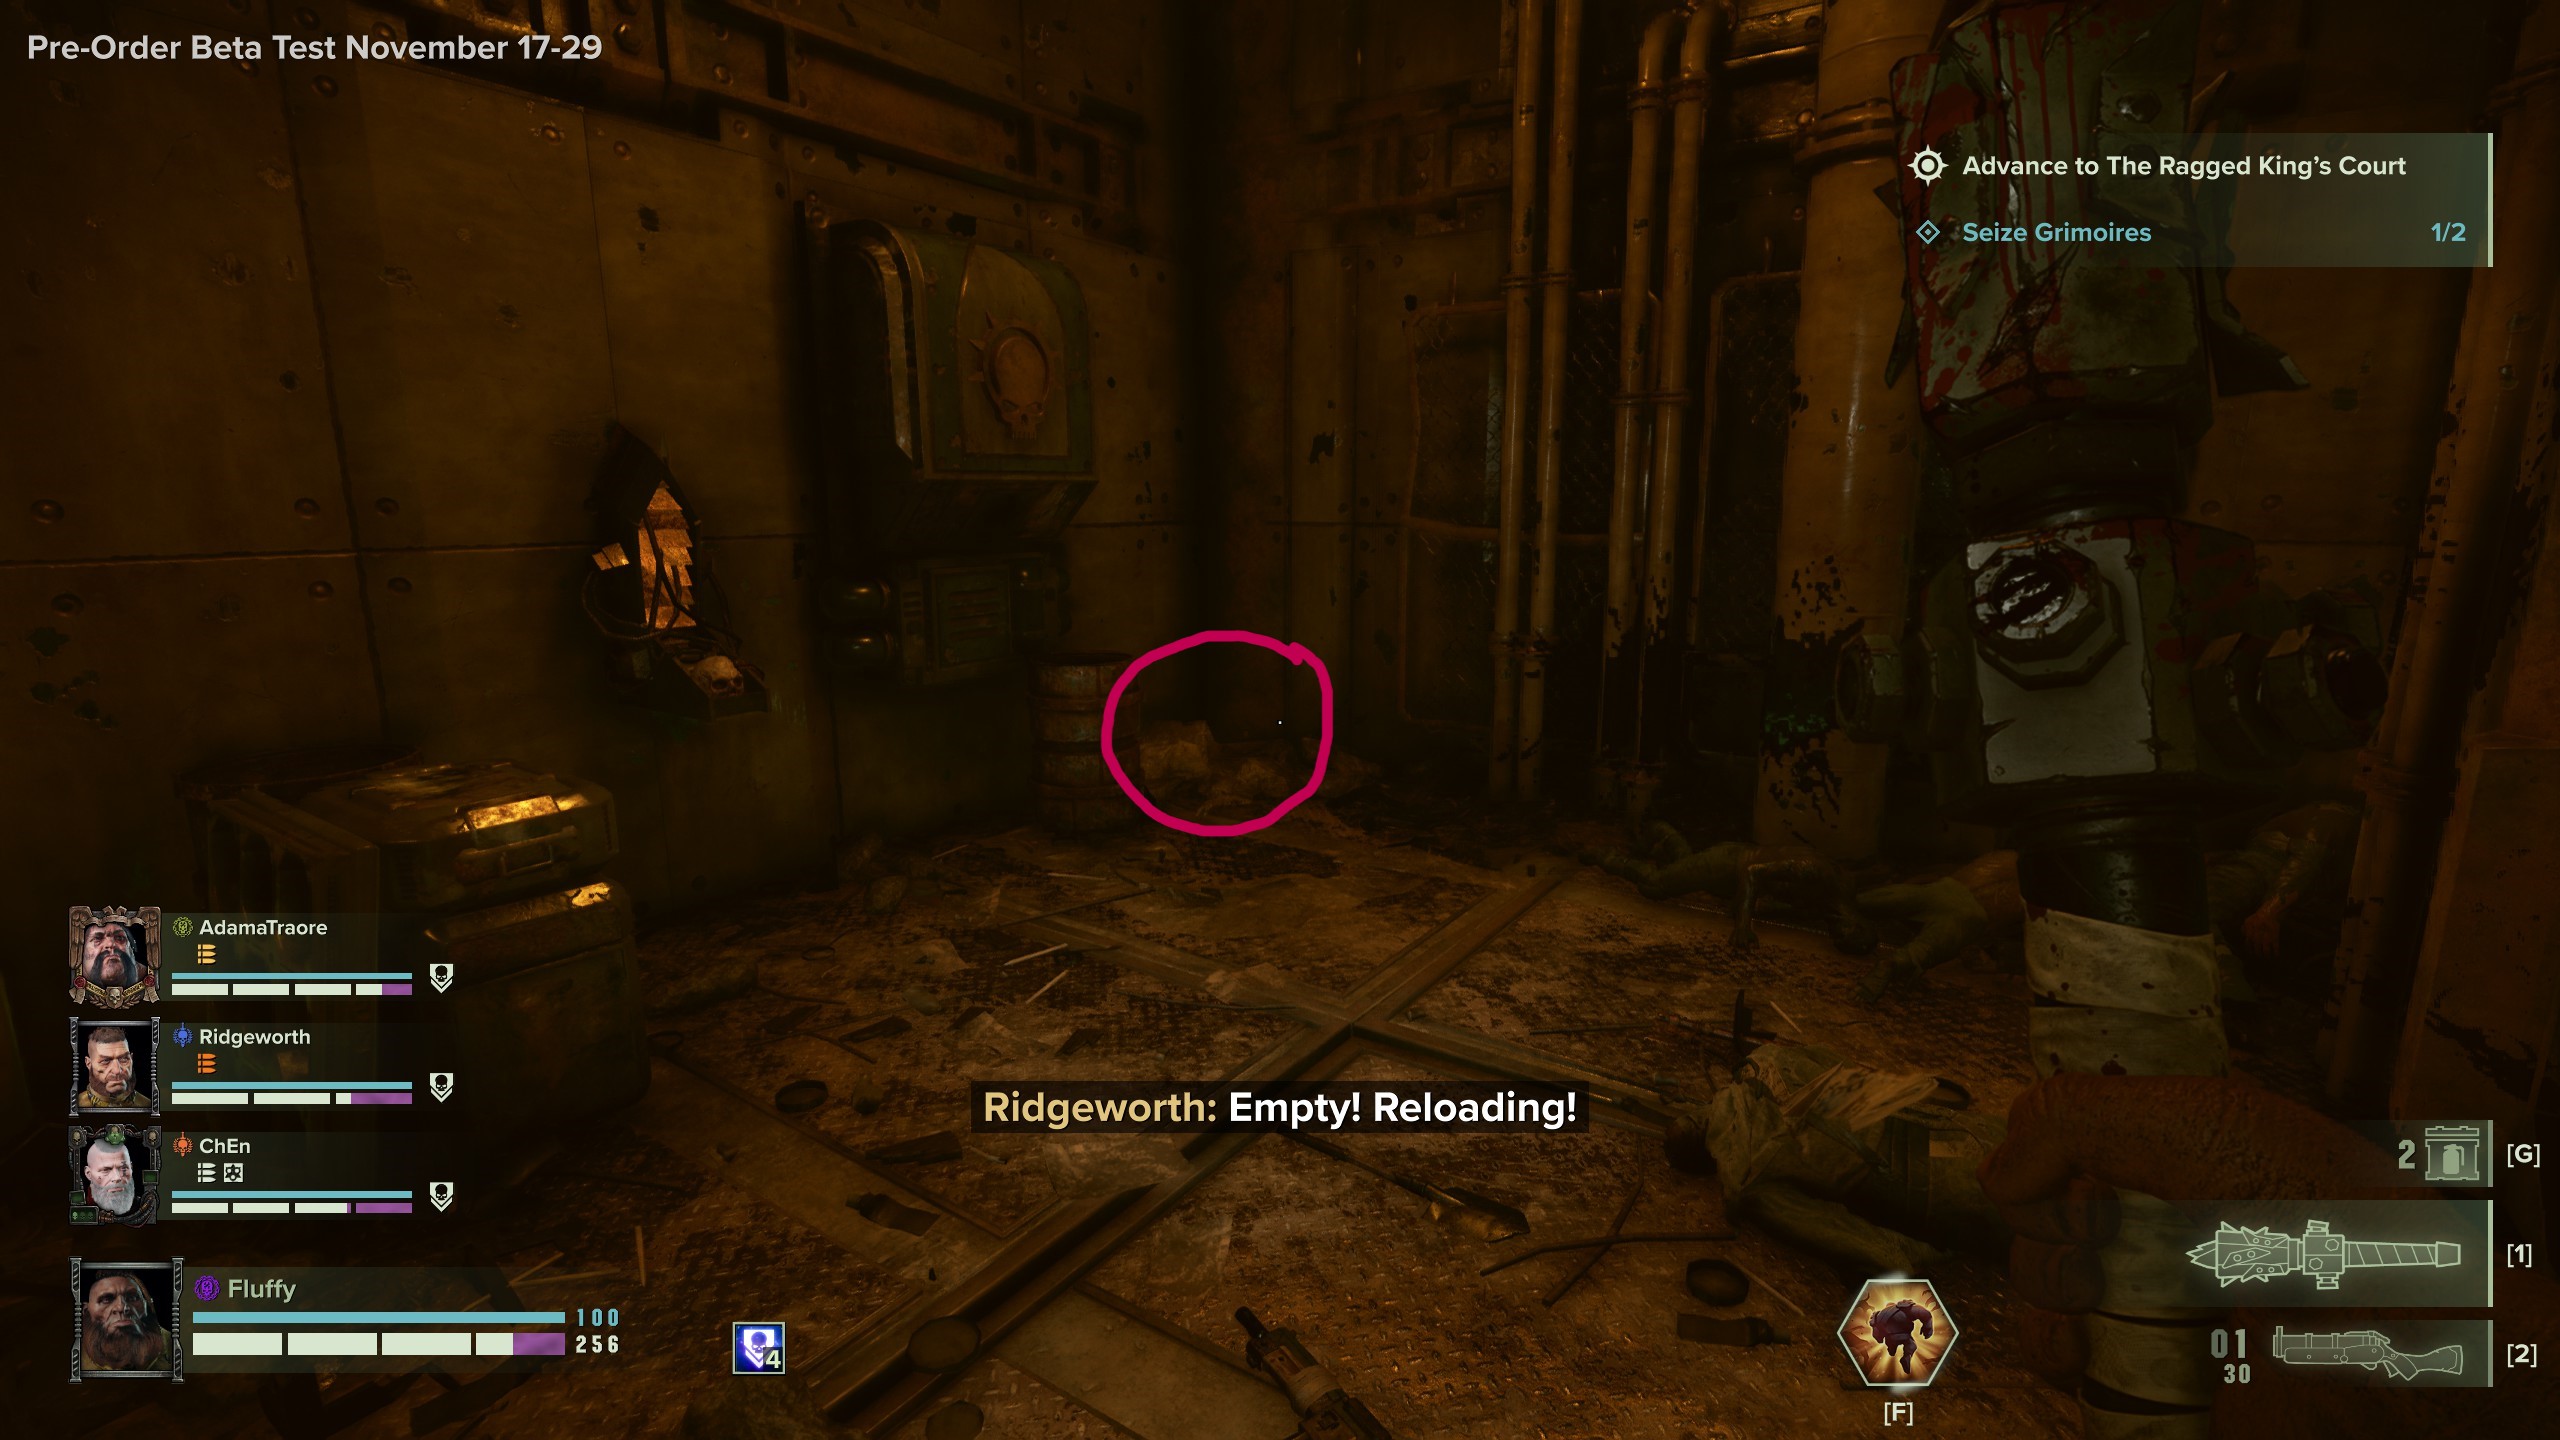 Pre-Order Beta Test November 17-29
Advance to The Ragged King’s Court
Seize Grimoires 1/2
AdamaTraore
Ridgeworth
ChEn
Fluffy
100
256
4
Ridgeworth: Empty! Reloading!
2 [G]
[1]
01
30
[2]
[F]